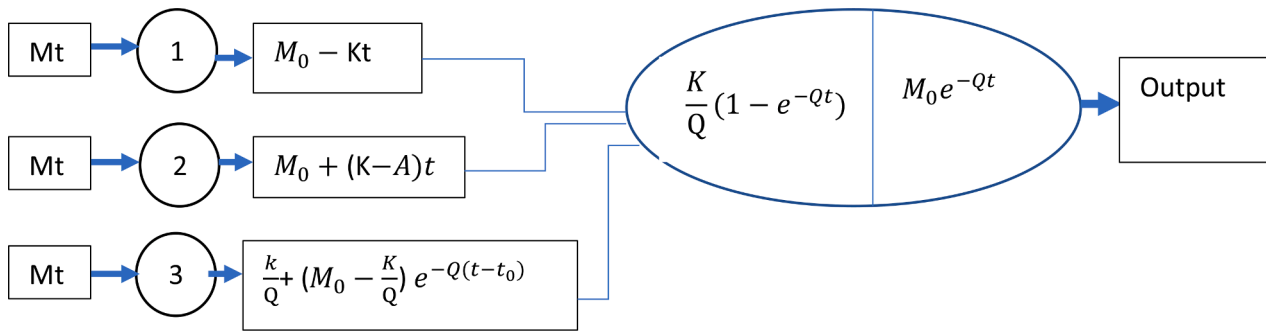 Mt
1
M₀ − Kt
Mt
2
M₀ + (K−A)t
Mt
3
k/Q + (M₀ − K/Q) e^{−Q(t−t₀)}
K/Q (1 − e^{−Qt})
M₀e^{−Qt}
Output